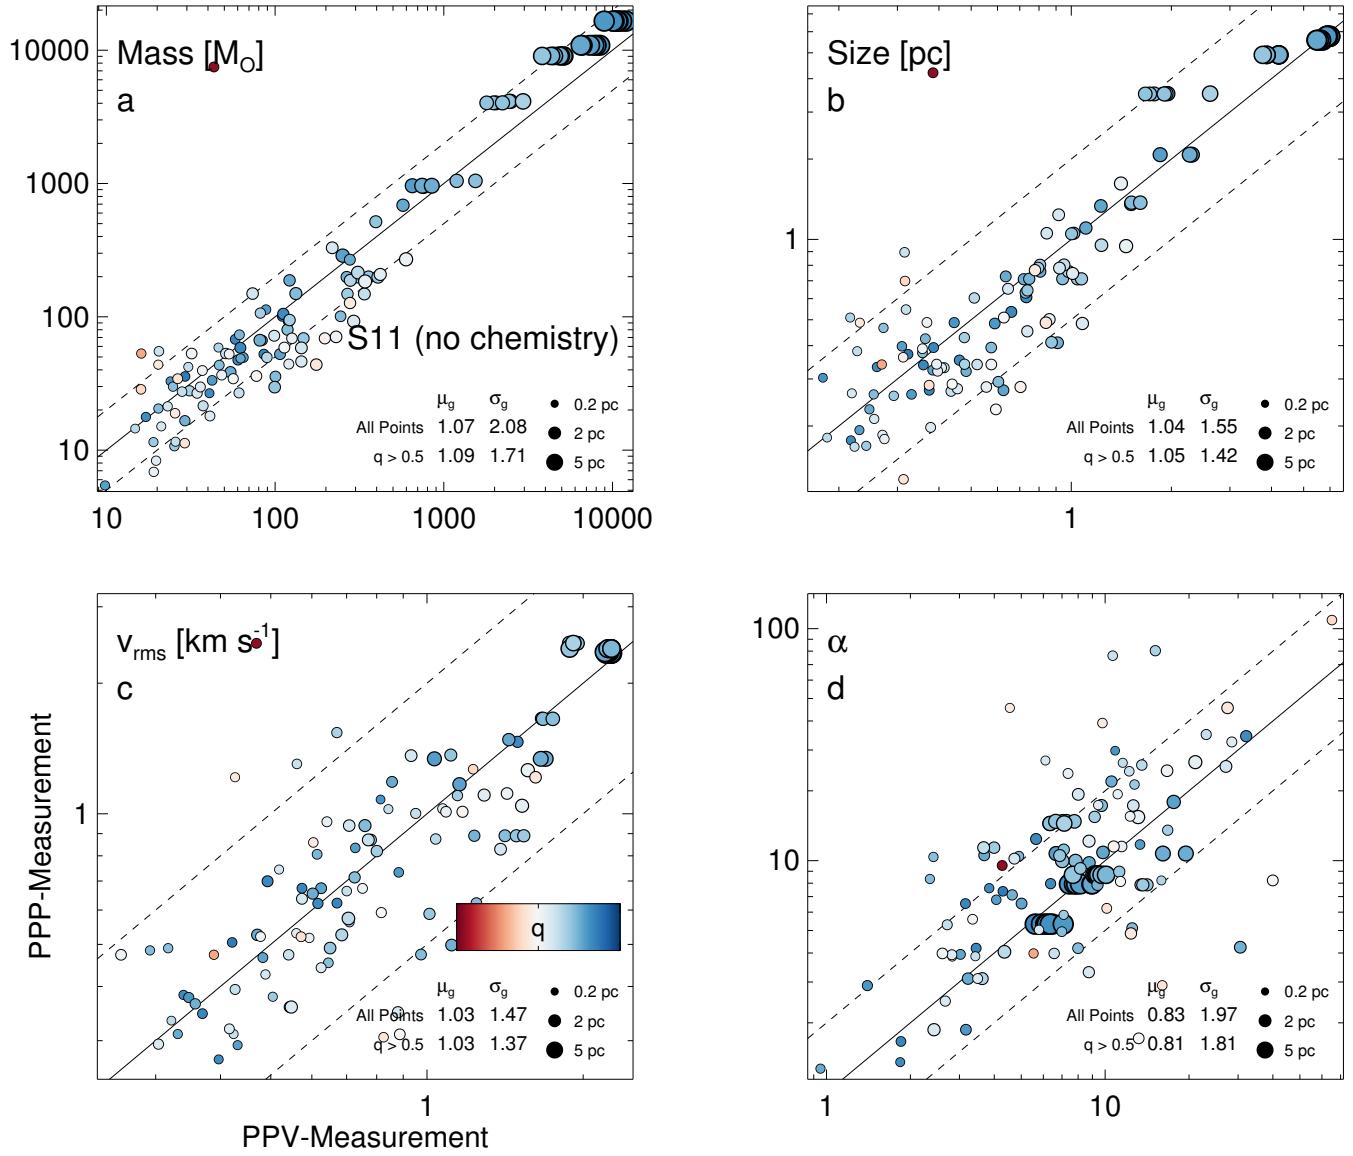 Mass [M_O]
a
10000
1000
100
10
S11 (no chemistry)
μg σg
All Points 1.07 2.08
q > 0.5 1.09 1.71
0.2 pc
2 pc
5 pc
10 100 1000 10000
Size [pc]
b
1
μg σg
All Points 1.04 1.55
q > 0.5 1.05 1.42
0.2 pc
2 pc
5 pc
1
v_rms [km s^-1]
c
1
q
μg σg
All Points 1.03 1.47
q > 0.5 1.03 1.37
0.2 pc
2 pc
5 pc
1
PPP-Measurement
PPV-Measurement
α
d
100
10
μg σg
All Points 0.83 1.97
q > 0.5 0.81 1.81
0.2 pc
2 pc
5 pc
1 10